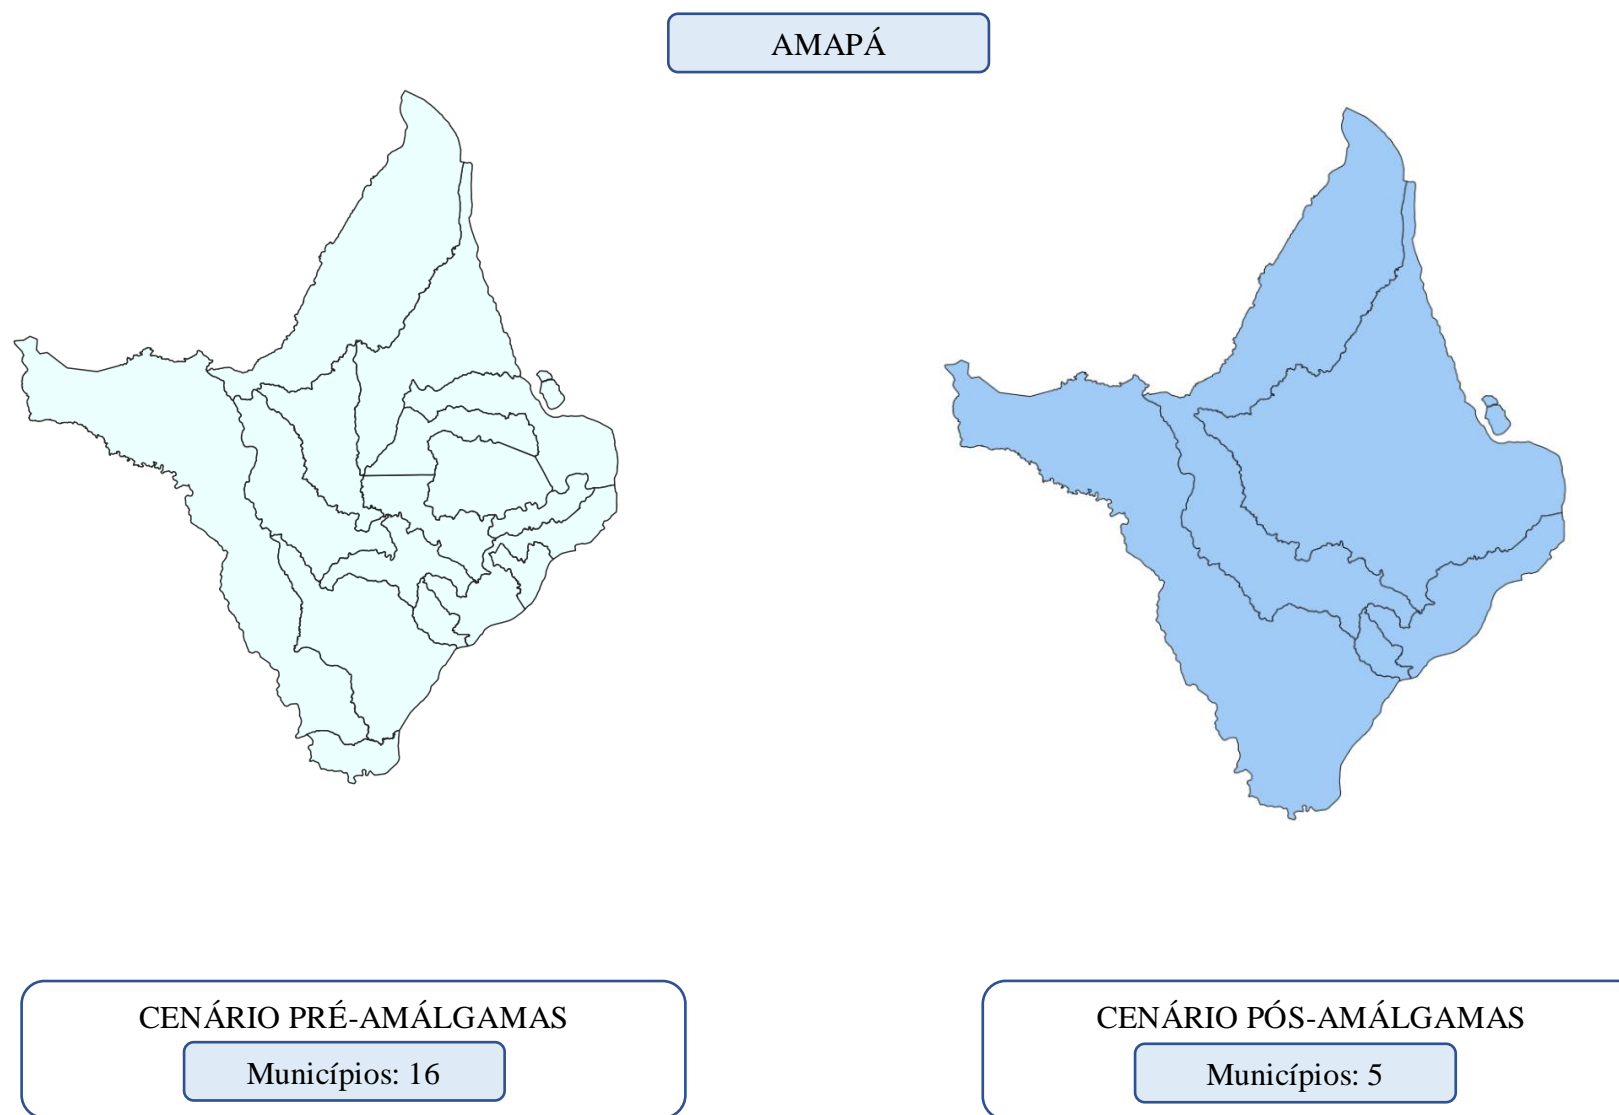 AMAPÁ
CENÁRIO PRÉ-AMÁLGAMAS
Municípios: 16
CENÁRIO PÓS-AMÁLGAMAS
Municípios: 5